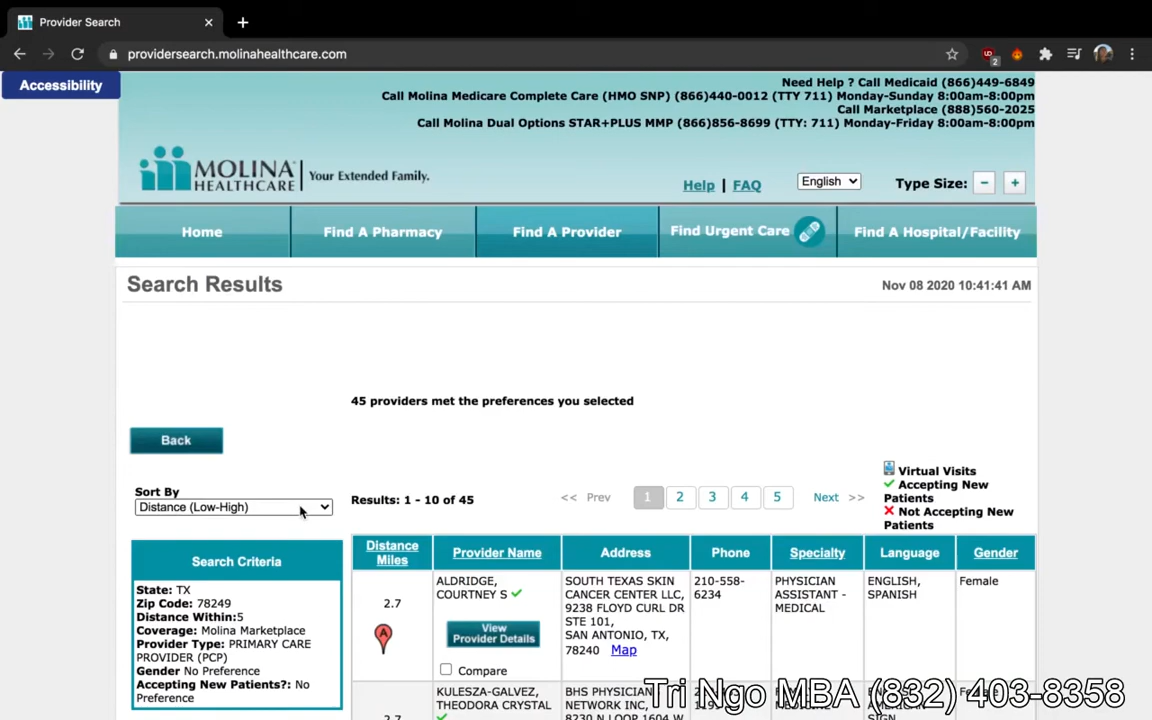 Provider Search
providersearch.molinahealthcare.com
2
Accessibility
Need Help ? Call Medicaid (866)449-6849
Call Molina Medicare Complete Care (HMO SNP) (866)440-0012 (TTY 711) Monday-Sunday 8:00am-8:00pm
Call Marketplace (888)560-2025
Call Molina Dual Options STAR+PLUS MMP (866)856-8699 (TTY: 711) Monday-Friday 8:00am-8:00pm
MOLINA HEALTHCARE
Your Extended Family.
Help | FAQ
English
Type Size: - +
Home
Find A Pharmacy
Find A Provider
Find Urgent Care
Find A Hospital/Facility
Search Results
Nov 08 2020 10:41:41 AM
45 providers met the preferences you selected
Back
Virtual Visits
Accepting New
Patients
Not Accepting New
Patients
Sort By
Distance (Low-High)
Results: 1 - 10 of 45
<< Prev 1 2 3 4 5 Next >>
Search Criteria
State: TX
Zip Code: 78249
Distance Within:5
Coverage: Molina Marketplace
Provider Type: PRIMARY CARE
PROVIDER (PCP)
Gender No Preference
Accepting New Patients?: No
Preference
Distance
Miles
Provider Name
Address
Phone
Specialty
Language
Gender
2.7
A
ALDRIDGE,
COURTNEY S
View
Provider Details
Compare
SOUTH TEXAS SKIN
CANCER CENTER LLC,
9238 FLOYD CURL DR
STE 101,
SAN ANTONIO, TX,
78240 Map
210-558-
6234
PHYSICIAN
ASSISTANT -
MEDICAL
ENGLISH,
SPANISH
Female
2.7
KULESZA-GALVEZ,
THEODORA CRYSTAL
BHS PHYSICIANS
NETWORK INC,
8230 N LOOP 1604 W
Tri Ngo MBA (832) 403-8358